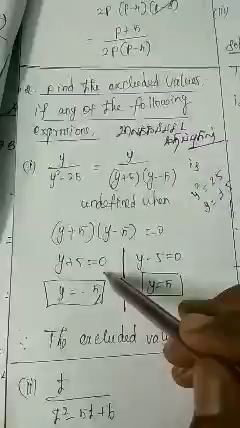 2P (P-4)
= P+5
2P(P-4)
Find the excluded values
if any of the following
expressions.
(i) y/y²-25 = y/(y+5)(y-5) is
undefined when
(y+5)(y-5) = 0
y+5=0 | y-5=0
y=-5 | y=5
∴ The excluded val
(ii) t
t²-5t+6